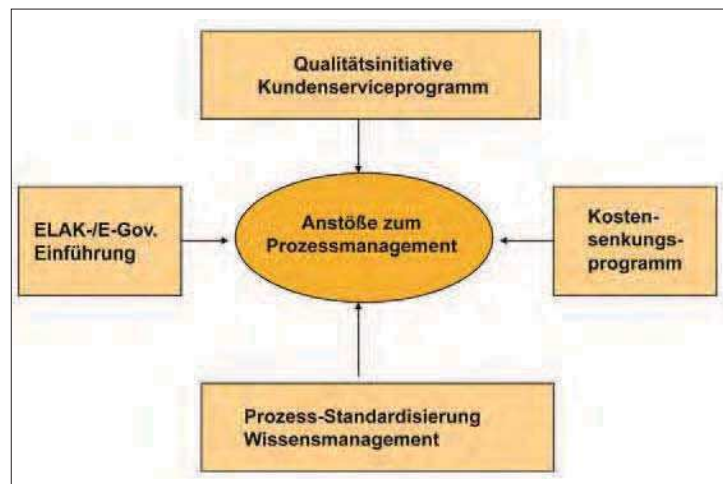 Qualitätsinitiative
Kundenserviceprogramm
ELAK-/E-Gov.
Einführung
Anstöße zum
Prozessmanagement
Kosten-
senkungs-
programm
Prozess-Standardisierung
Wissensmanagement